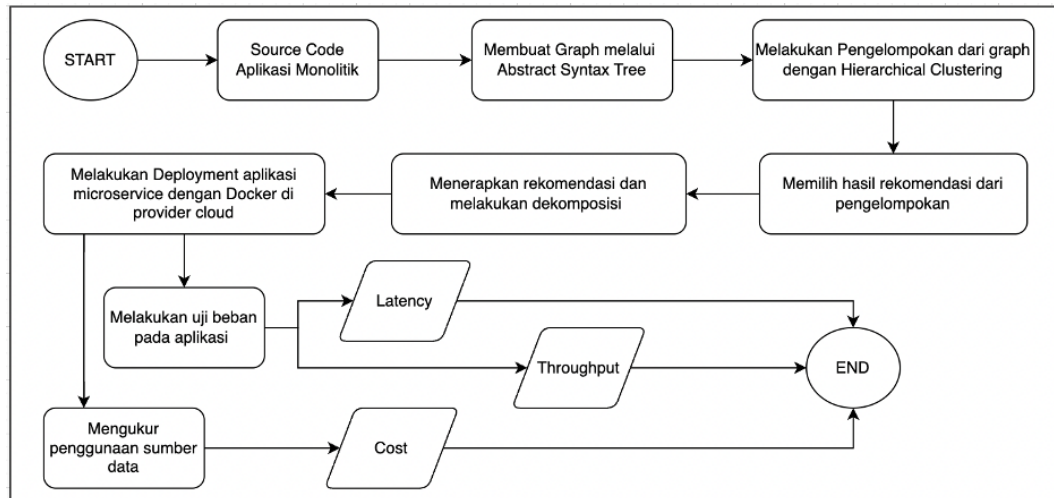 START
Source Code
Aplikasi Monolitik
Membuat Graph melalui
Abstract Syntax Tree
Melakukan Pengelompokan dari graph
dengan Hierarchical Clustering
Memilih hasil rekomendasi dari
pengelompokan
Menerapkan rekomendasi dan
melakukan dekomposisi
Melakukan Deployment aplikasi
microservice dengan Docker di
provider cloud
Melakukan uji beban
pada aplikasi
Latency
Throughput
END
Mengukur
penggunaan sumber
data
Cost